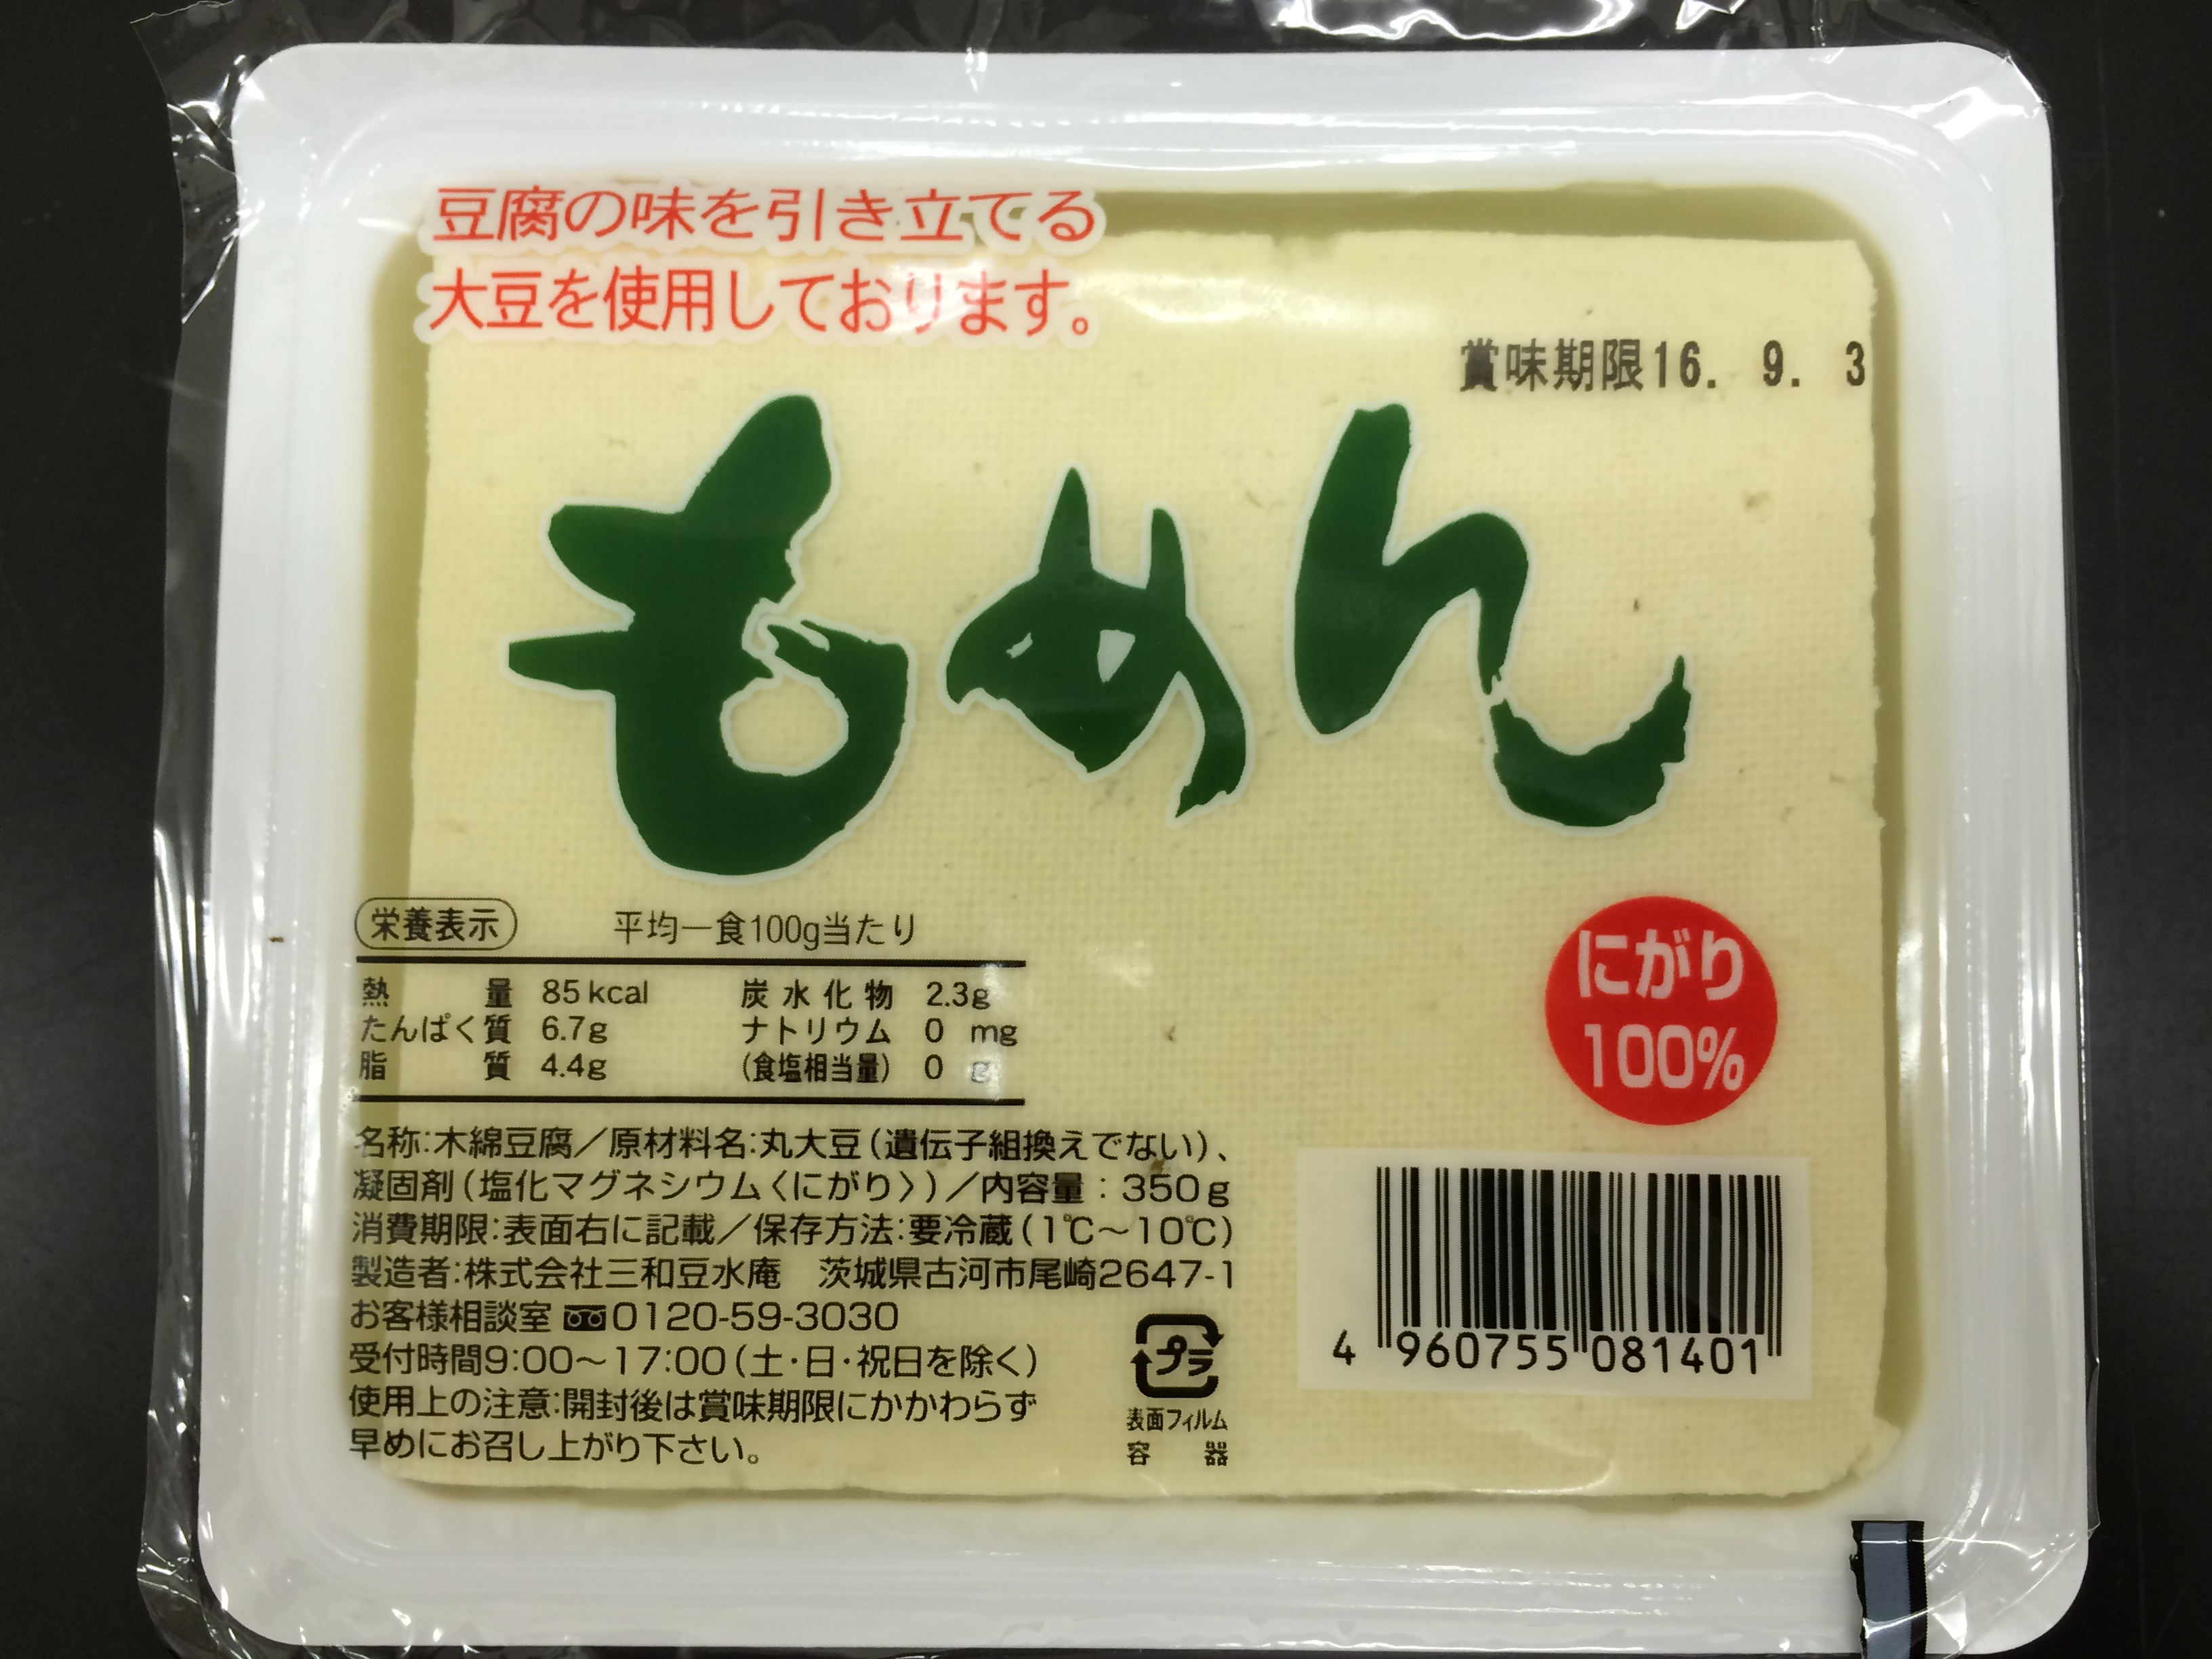 豆腐の味を引き立てる
大豆を使用しております。
賞味期限16. 9. 3
もめん
栄養表示 平均一食100g当たり
熱量 85kcal 炭水化物 2.3g
たんぱく質 6.7g ナトリウム 0 mg
脂質 4.4g (食塩相当量) 0 g
にがり
100%
名称:木綿豆腐/原材料名:丸大豆(遺伝子組換えでない)、
凝固剤(塩化マグネシウム〈にがり〉)/内容量:350g
消費期限:表面右に記載/保存方法:要冷蔵(1℃〜10℃)
製造者:株式会社三和豆水庵 茨城県古河市尾崎2647-1
お客様相談室 0120-59-3030
受付時間9:00〜17:00(土・日・祝日を除く)
使用上の注意:開封後は賞味期限にかかわらず
早めにお召し上がり下さい。
プラ
表面フィルム
容器
4 960755 081401